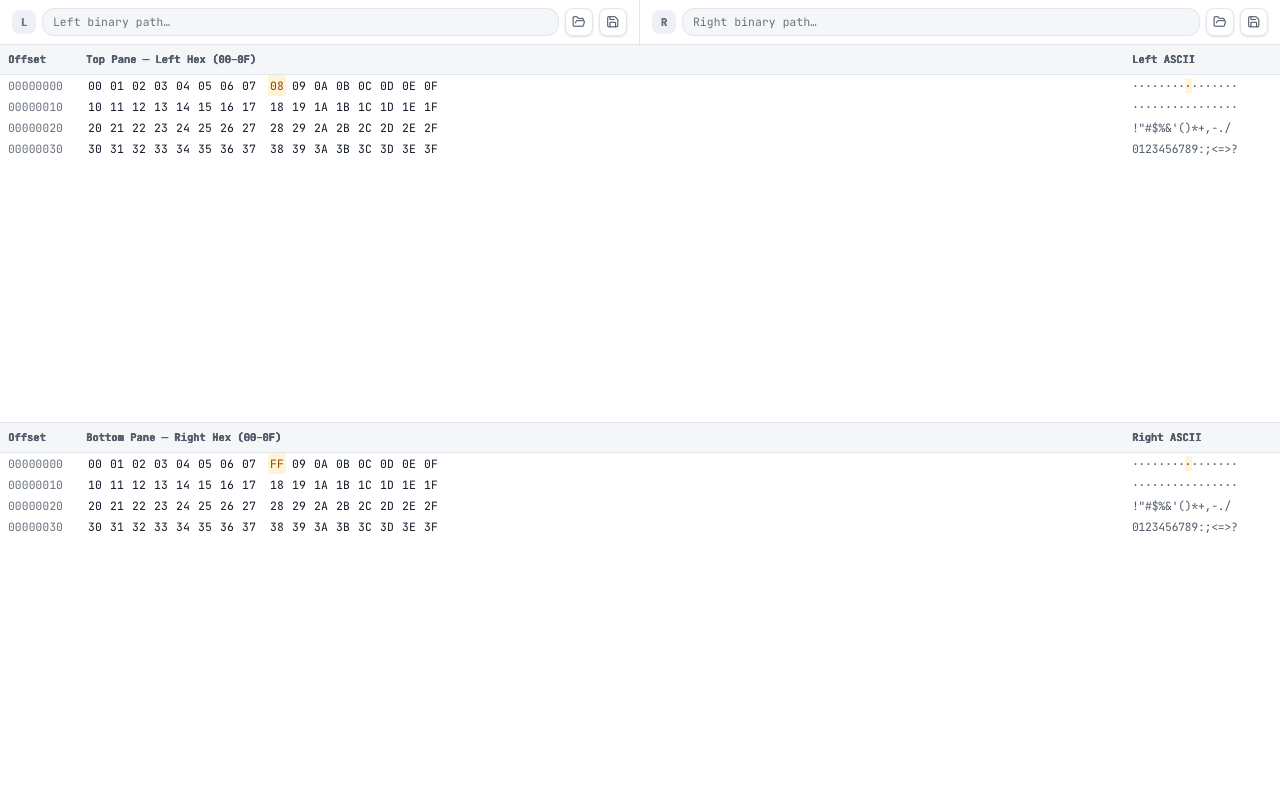 L Left binary path… R Right binary path…
Offset Top Pane — Left Hex (00–0F) Left ASCII
00000000 00 01 02 03 04 05 06 07 08 09 0A 0B 0C 0D 0E 0F ················
00000010 10 11 12 13 14 15 16 17 18 19 1A 1B 1C 1D 1E 1F ················
00000020 20 21 22 23 24 25 26 27 28 29 2A 2B 2C 2D 2E 2F !"#$%&'()*+,-./
00000030 30 31 32 33 34 35 36 37 38 39 3A 3B 3C 3D 3E 3F 0123456789:;<=>?
Offset Bottom Pane — Right Hex (00–0F) Right ASCII
00000000 00 01 02 03 04 05 06 07 FF 09 0A 0B 0C 0D 0E 0F ················
00000010 10 11 12 13 14 15 16 17 18 19 1A 1B 1C 1D 1E 1F ················
00000020 20 21 22 23 24 25 26 27 28 29 2A 2B 2C 2D 2E 2F !"#$%&'()*+,-./
00000030 30 31 32 33 34 35 36 37 38 39 3A 3B 3C 3D 3E 3F 0123456789:;<=>?